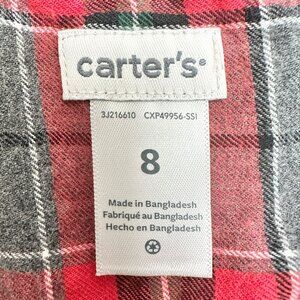 carter's®
3J216610 CXP49956-SSI
8
Made in Bangladesh
Fabriqué au Bangladesh
Hecho en Bangladesh